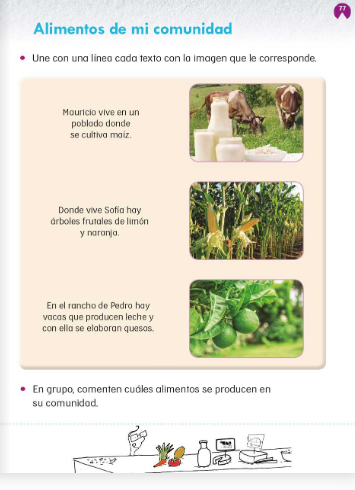 77
Alimentos de mi comunidad
• Une con una línea cada texto con la imagen que le corresponde.
Mauricio vive en un
poblado donde
se cultiva maíz.
Donde vive Sofía hay
árboles frutales de limón
y naranja.
En el rancho de Pedro hay
vacas que producen leche y
con ella se elaboran quesos.
• En grupo, comenten cuáles alimentos se producen en
su comunidad.